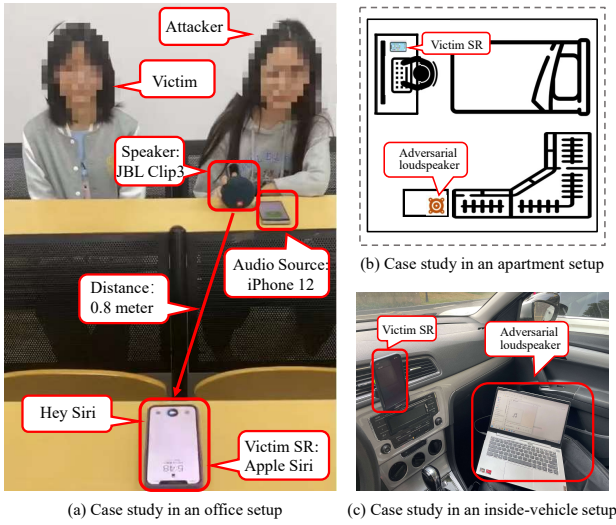 Attacker
Victim
Speaker:
JBL Clip3
Audio Source:
iPhone 12
Distance:
0.8 meter
Hey Siri
Victim SR:
Apple Siri
(a) Case study in an office setup
Victim SR
Adversarial
loudspeaker
(b) Case study in an apartment setup
Victim SR
Adversarial
loudspeaker
(c) Case study in an inside-vehicle setup